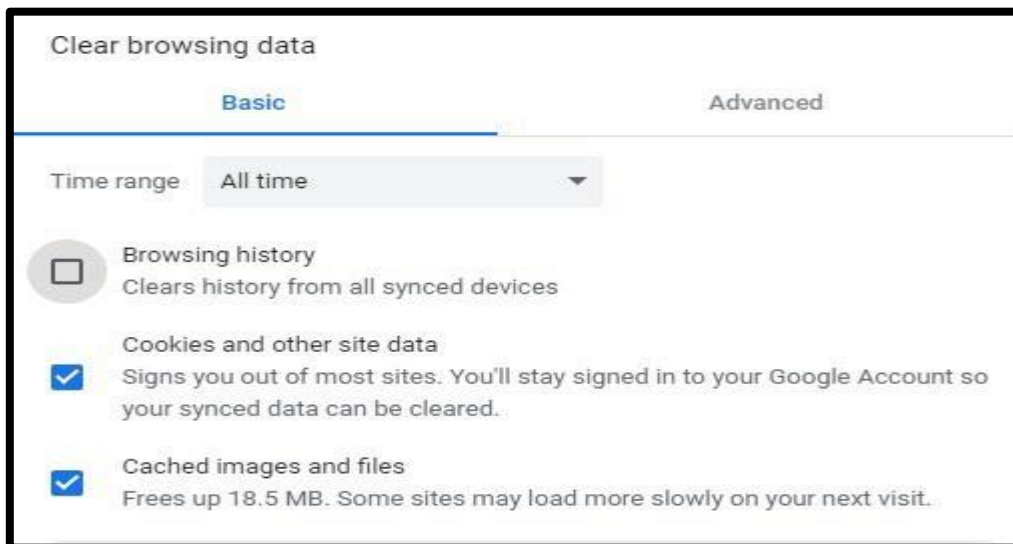 Clear browsing data
Basic Advanced
Time range All time
Browsing history
Clears history from all synced devices
Cookies and other site data
Signs you out of most sites. You'll stay signed in to your Google Account so
your synced data can be cleared.
Cached images and files
Frees up 18.5 MB. Some sites may load more slowly on your next visit.